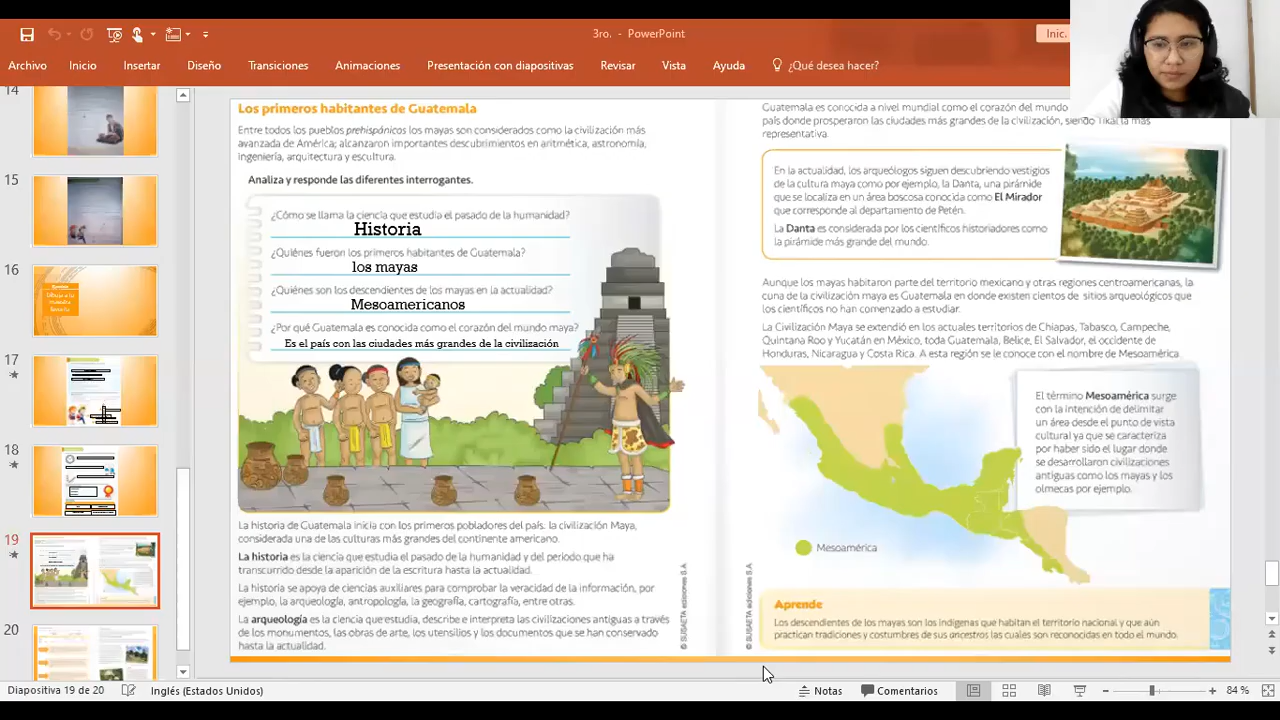 3ro. - PowerPoint
Inic.
Archivo Inicio Insertar Diseño Transiciones Animaciones Presentación con diapositivas Revisar Vista Ayuda ¿Qué desea hacer?
14
15
16
17
18
19
20
Los primeros habitantes de Guatemala
Entre todos los pueblos prehispánicos los mayas son considerados como la civilización más
avanzada de América; alcanzaron importantes descubrimientos en aritmética, astronomía,
ingeniería, arquitectura y escultura.
Analiza y responde las diferentes interrogantes.
¿Cómo se llama la ciencia que estudia el pasado de la humanidad?
Historia
¿Quiénes fueron los primeros habitantes de Guatemala?
los mayas
¿Quiénes son los descendientes de los mayas en la actualidad?
Mesoamericanos
¿Por qué Guatemala es conocida como el corazón del mundo maya?
Es el país con las ciudades más grandes de la civilización
La historia de Guatemala inicia con los primeros pobladores del país. la civilización Maya,
considerada una de las culturas más grandes del continente americano.
La historia es la ciencia que estudia el pasado de la humanidad y del periodo que ha
transcurrido desde la aparición de la escritura hasta la actualidad.
La historia se apoya de ciencias auxiliares para comprobar la veracidad de la información, por
ejemplo, la arqueología, antropología, la geografía, cartografía, entre otras.
La arqueología es la ciencia que estudia, describe e interpreta las civilizaciones antiguas a través
de los monumentos, las obras de arte, los utensilios y los documentos que se han conservado
hasta la actualidad.
© SUSAETA ediciones S.A.
Guatemala es conocida a nivel mundial como el corazón del mundo
país donde prosperaron las ciudades más grandes de la civilización, siendo Tikal la más
representativa.
En la actualidad, los arqueólogos siguen descubriendo vestigios
de la cultura maya como por ejemplo, la Danta, una pirámide
que se localiza en un área boscosa conocida como El Mirador
que corresponde al departamento de Petén.
La Danta es considerada por los científicos historiadores como
la pirámide más grande del mundo.
Aunque los mayas habitaron parte del territorio mexicano y otras regiones centroamericanas, la
cuna de la civilización maya es Guatemala en donde existen cientos de sitios arqueológicos que
los científicos no han comenzado a estudiar.
La Civilización Maya se extendió en los actuales territorios de Chiapas, Tabasco, Campeche,
Quintana Roo y Yucatán en México, toda Guatemala, Belice, El Salvador, el occidente de
Honduras, Nicaragua y Costa Rica. A esta región se le conoce con el nombre de Mesoamérica.
El término Mesoamérica surge
con la intención de delimitar
un área desde el punto de vista
cultural ya que se caracteriza
por haber sido el lugar donde
se desarrollaron civilizaciones
antiguas como los mayas y los
olmecas por ejemplo.
Mesoamérica
© SUSAETA ediciones S.A.
Aprende
Los descendientes de los mayas son los indígenas que habitan el territorio nacional y que aún
practican tradiciones y costumbres de sus ancestros las cuales son reconocidas en todo el mundo.
Diapositiva 19 de 20 Inglés (Estados Unidos) Notas Comentarios 84 %